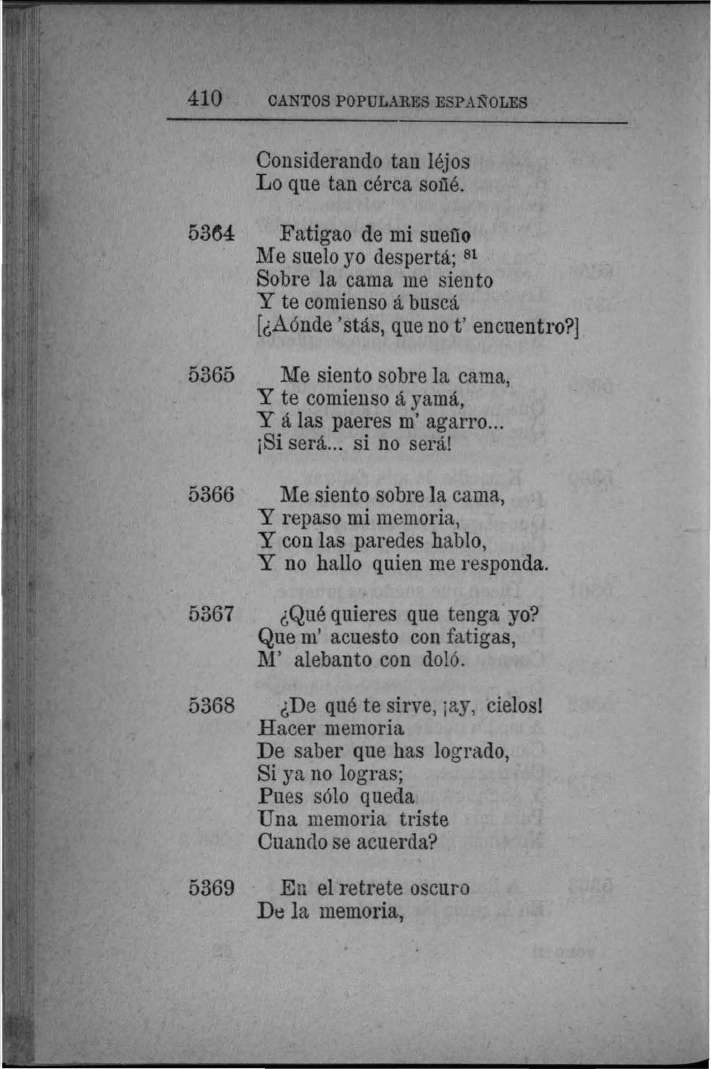 410 CANTOS POPULARES ESPAÑOLES
Considerando tan léjos
Lo que tan cérca soñé.
5364 Fatigao de mi sueño
Me suelo yo despertá; 81
Sobre la cama me siento
Y te comienso á buscá
[¿Aónde 'stás, que no t' encuentro?]
5365 Me siento sobre la cama,
Y te comienso á yamá,
Y á las paeres m' agarro...
¡Si será... si no será!
5366 Me siento sobre la cama,
Y repaso mi memoria,
Y con las paredes hablo,
Y no hallo quien me responda.
5367 ¿Qué quieres que tenga yo?
Que m' acuesto con fatigas,
M' alebanto con doló.
5368 ¿De qué te sirve, ¡ay, cielos!
Hacer memoria
De saber que has logrado,
Si ya no logras;
Pues sólo queda
Una memoria triste
Cuando se acuerda?
5369 En el retrete oscuro
De la memoria,